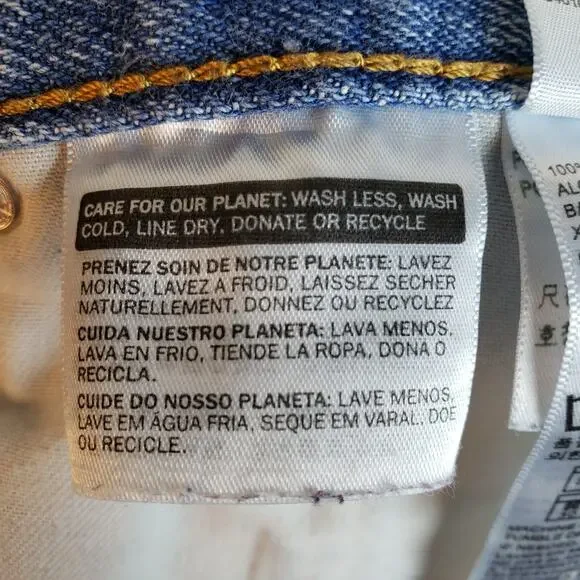 CARE FOR OUR PLANET: WASH LESS, WASH
COLD, LINE DRY, DONATE OR RECYCLE
PRENEZ SOIN DE NOTRE PLANETE: LAVEZ
MOINS, LAVEZ A FROID, LAISSEZ SECHER
NATURELLEMENT, DONNEZ OU RECYCLEZ
CUIDA NUESTRO PLANETA: LAVA MENOS,
LAVA EN FRIO, TIENDE LA ROPA, DONA O
RECICLA.
CUIDE DO NOSSO PLANETA: LAVE MENOS,
LAVE EM ÁGUA FRIA, SEQUE EM VARAL, DOE
OU RECICLE.
100%